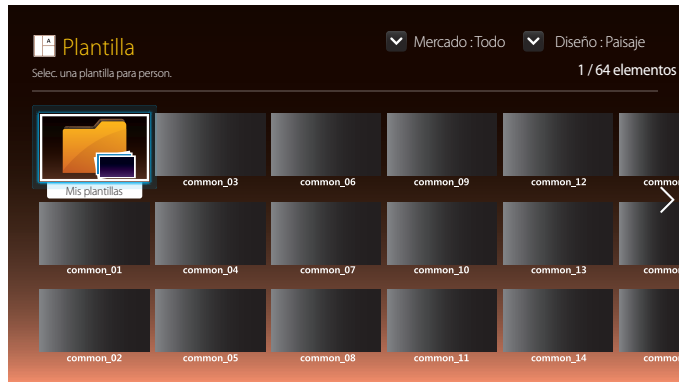 A
Plantilla
Mercado : Todo
Diseño : Paisaje
Selec. una plantilla para person.
1 / 64 elementos
Mis plantillas
common_03
common_06
common_09
common_12
common_01
common_04
common_07
common_10
common_13
common_02
common_05
common_08
common_11
common_14